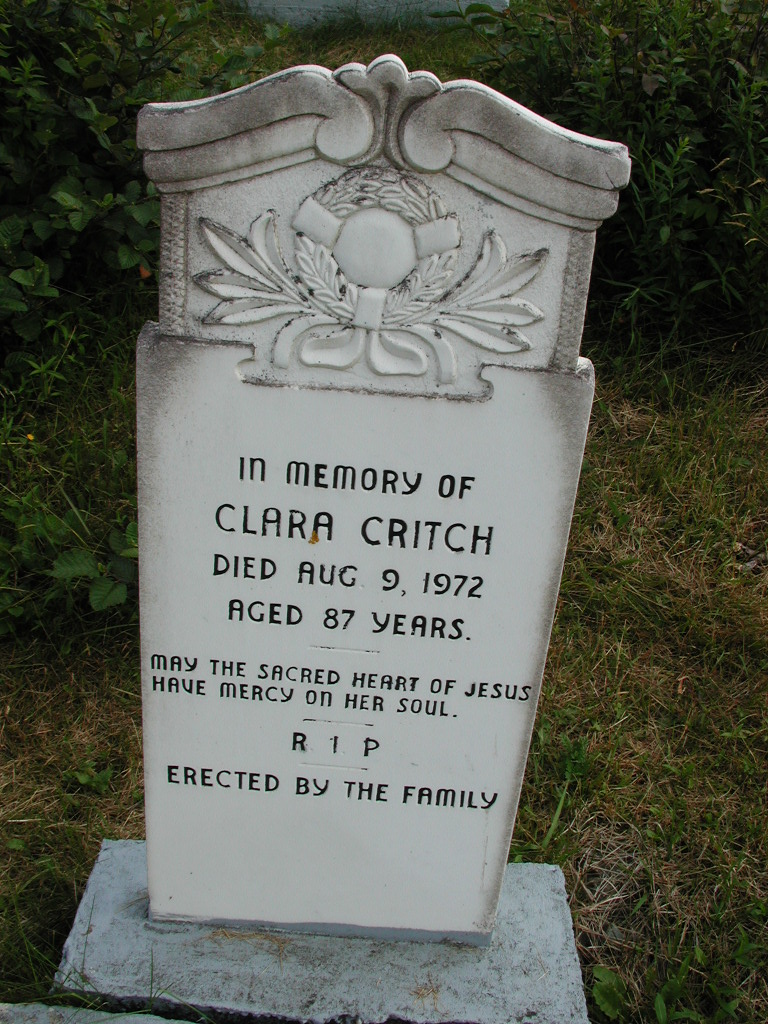 IN MEMORY OF
CLARA CRITCH
DIED AUG. 9, 1972
AGED 87 YEARS.
MAY THE SACRED HEART OF JESUS
HAVE MERCY ON HER SOUL.
R I P
ERECTED BY THE FAMILY